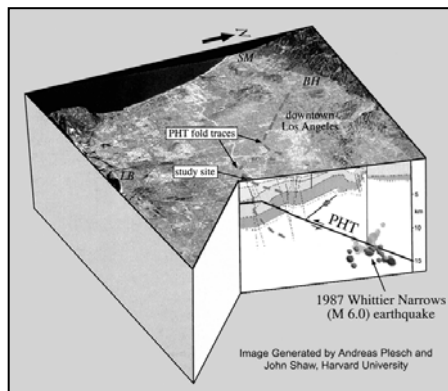 N
SM
BH
downtown
Los Angeles
PHT fold traces
study site
LB
0
5
km
10
15
PHT
1987 Whittier Narrows
(M 6.0) earthquake
Image Generated by Andreas Plesch and
John Shaw, Harvard University